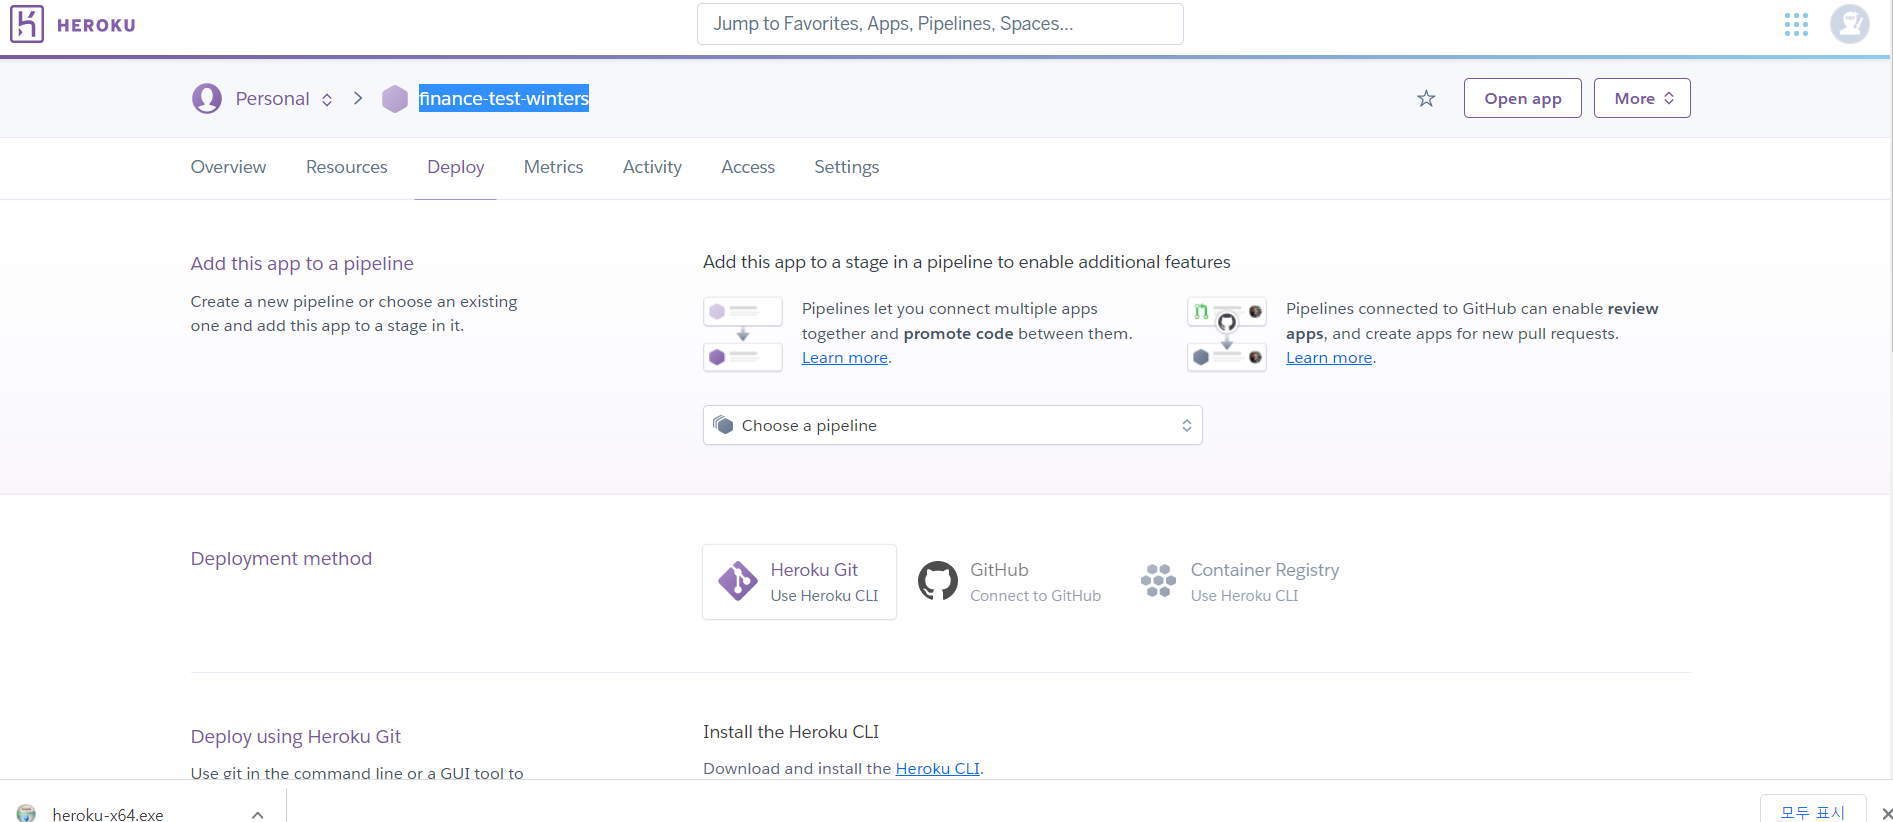 HEROKU
Jump to Favorites, Apps, Pipelines, Spaces...
Personal
finance-test-winters
Open app
More
Overview
Resources
Deploy
Metrics
Activity
Access
Settings
Add this app to a pipeline
Create a new pipeline or choose an existing
one and add this app to a stage in it.
Add this app to a stage in a pipeline to enable additional features
Pipelines let you connect multiple apps
together and promote code between them.
Learn more.
Pipelines connected to GitHub can enable review
apps, and create apps for new pull requests.
Learn more.
Choose a pipeline
Deployment method
Heroku Git
Use Heroku CLI
GitHub
Connect to GitHub
Container Registry
Use Heroku CLI
Deploy using Heroku Git
Use git in the command line or a GUI tool to
Install the Heroku CLI
Download and install the Heroku CLI.
heroku-x64.exe
모두 표시